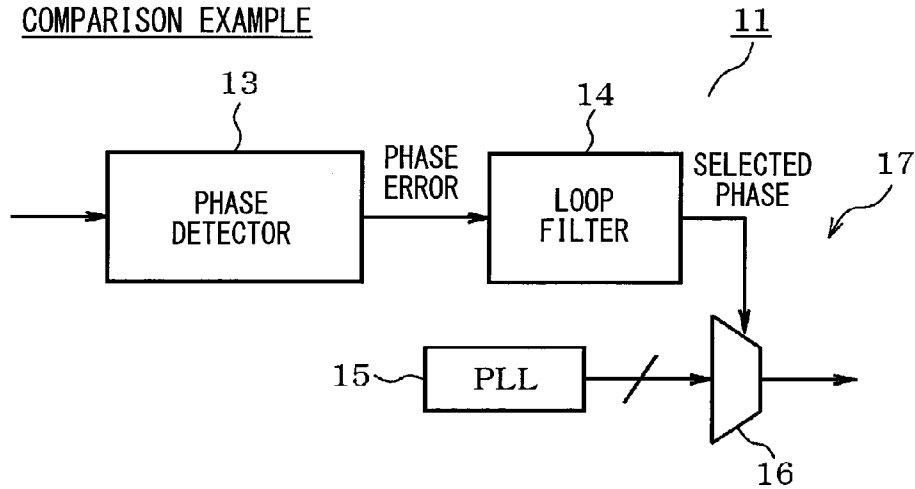 COMPARISON EXAMPLE
11
13
14
PHASE
ERROR
SELECTED
PHASE
17
PHASE
DETECTOR
LOOP
FILTER
15
PLL
16